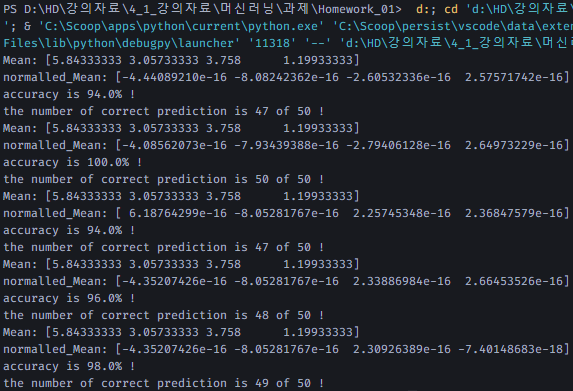 PS D:\HD\강의자료\4_1_강의자료\머신러닝\과제\Homework_01>  d:; cd 'd:\HD\강의자료\
'; & 'C:\Scoop\apps\python\current\python.exe' 'C:\Scoop\persist\vscode\data\exten
Files\lib\python\debugpy\launcher' '11318' '--' 'd:\HD\강의자료\4_1_강의자료\머신러
Mean: [5.84333333 3.05733333 3.758      1.19933333]
normalled_Mean: [-4.44089210e-16 -8.08242362e-16 -2.60532336e-16  2.57571742e-16]
accuracy is 94.0% !
the number of correct prediction is 47 of 50 !
Mean: [5.84333333 3.05733333 3.758      1.19933333]
normalled_Mean: [-4.08562073e-16 -7.93439388e-16 -2.79406128e-16  2.64973229e-16]
accuracy is 100.0% !
the number of correct prediction is 50 of 50 !
Mean: [5.84333333 3.05733333 3.758      1.19933333]
normalled_Mean: [ 6.18764299e-16 -8.05281767e-16  2.25745348e-16  2.36847579e-16]
accuracy is 94.0% !
the number of correct prediction is 47 of 50 !
Mean: [5.84333333 3.05733333 3.758      1.19933333]
normalled_Mean: [-4.35207426e-16 -8.05281767e-16  2.33886984e-16  2.66453526e-16]
accuracy is 96.0% !
the number of correct prediction is 48 of 50 !
Mean: [5.84333333 3.05733333 3.758      1.19933333]
normalled_Mean: [-4.35207426e-16 -8.05281767e-16  2.30926389e-16 -7.40148683e-18]
accuracy is 98.0% !
the number of correct prediction is 49 of 50 !